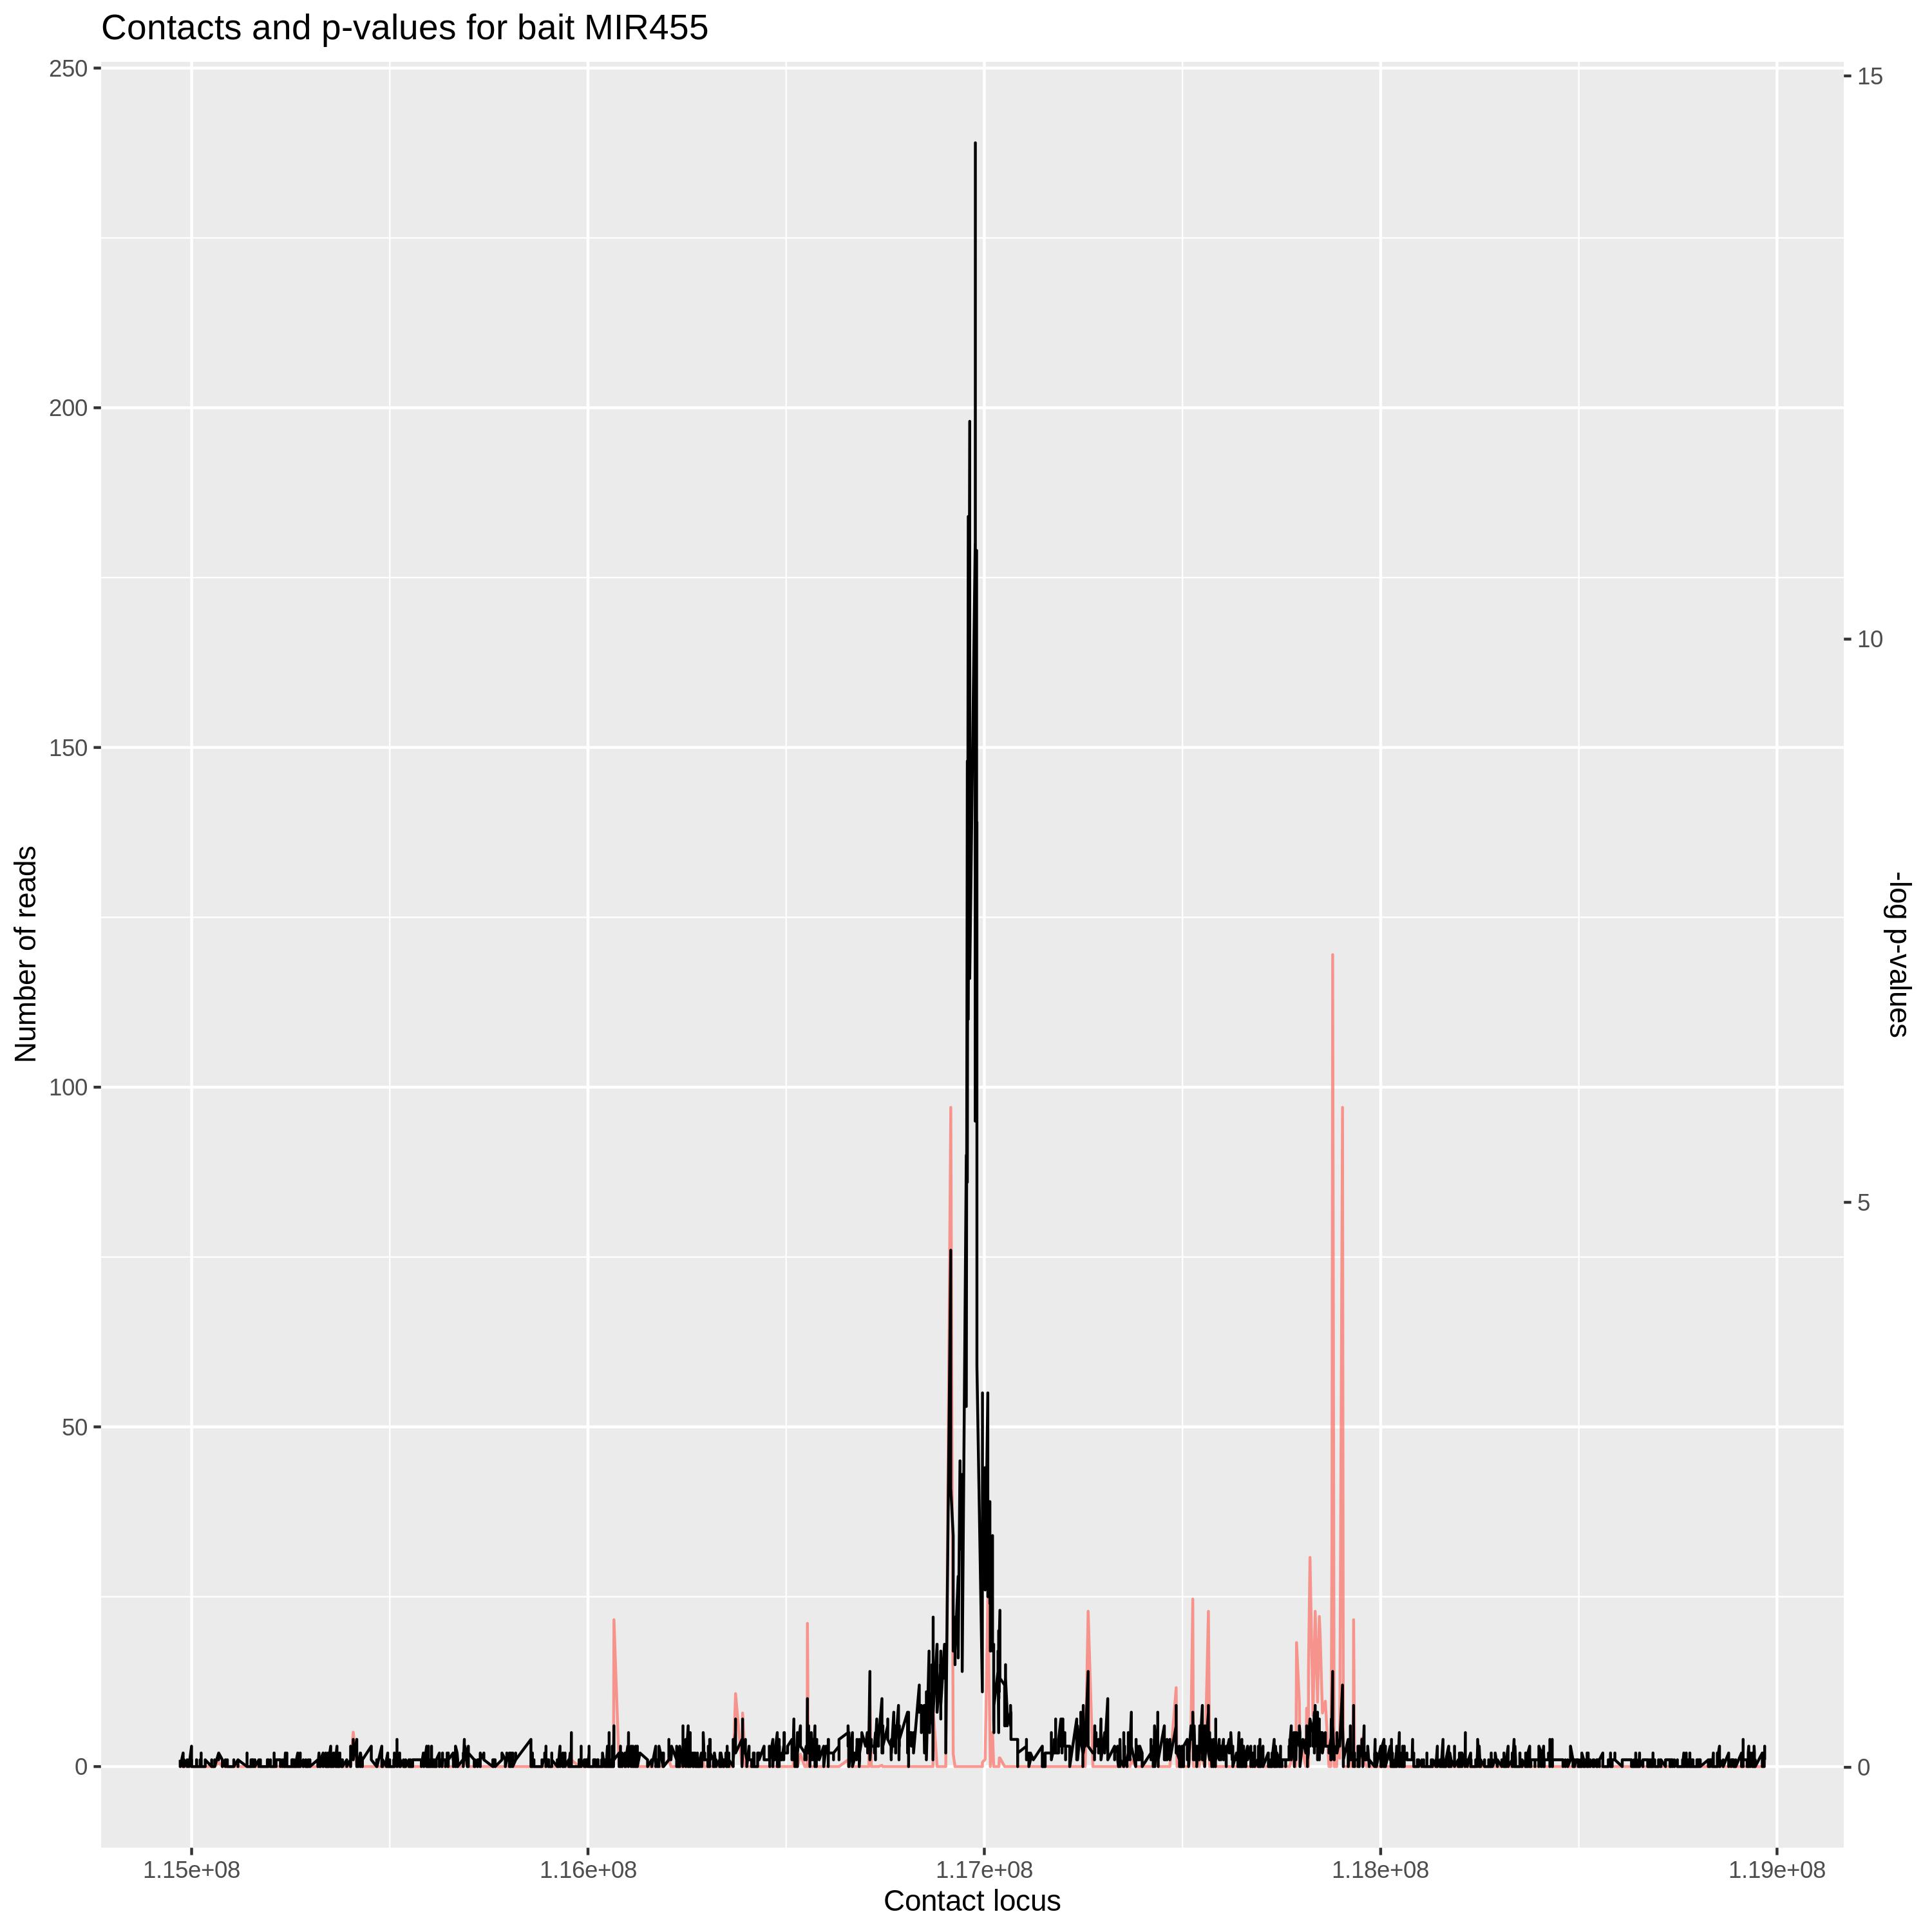 Contacts and p-values for bait MIR455
250
200
150
100
50
0
Number of reads
15
10
5
0
-log p-values
1.15e+08 1.16e+08 1.17e+08 1.18e+08 1.19e+08
Contact locus